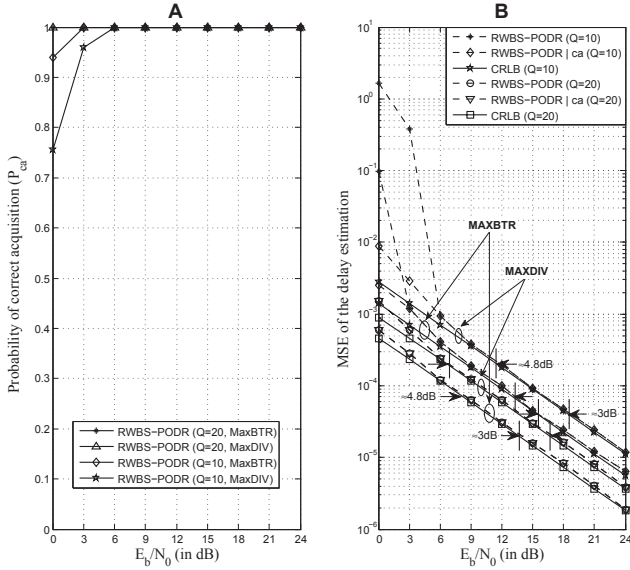 A
Probability of correct acquisition (P_ca)
1
0.9
0.8
0.7
0.6
0.5
0.4
0.3
0.2
0.1
0
RWBS−PODR (Q=20, MaxBTR)
RWBS−PODR (Q=20, MaxDIV)
RWBS−PODR (Q=10, MaxBTR)
RWBS−PODR (Q=10, MaxDIV)
0 3 6 9 12 15 18 21 24
E_b/N_0 (in dB)
B
MSE of the delay estimation
10^1
10^0
10^−1
10^−2
10^−3
10^−4
10^−5
10^−6
RWBS−PODR (Q=10)
RWBS−PODR | ca (Q=10)
CRLB (Q=10)
RWBS−PODR (Q=20)
RWBS−PODR | ca (Q=20)
CRLB (Q=20)
MAXBTR
MAXDIV
≈4.8dB
≈4.8dB
≈3dB
≈3dB
0 3 6 9 12 15 18 21 24
E_b/N_0 (in dB)